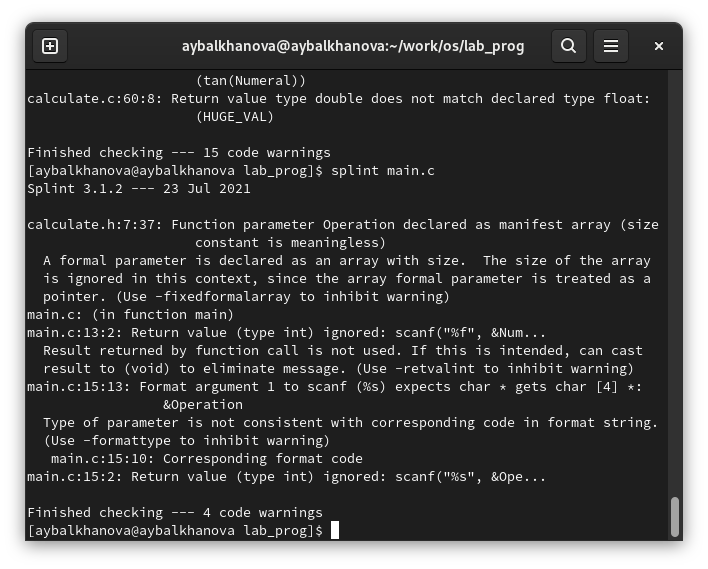 aybalkhanova@aybalkhanova:~/work/os/lab_prog
(tan(Numeral))
calculate.c:60:8: Return value type double does not match declared type float:
(HUGE_VAL)
Finished checking --- 15 code warnings
[aybalkhanova@aybalkhanova lab_prog]$ splint main.c
Splint 3.1.2 --- 23 Jul 2021
calculate.h:7:37: Function parameter Operation declared as manifest array (size
constant is meaningless)
A formal parameter is declared as an array with size.  The size of the array
is ignored in this context, since the array formal parameter is treated as a
pointer. (Use -fixedformalarray to inhibit warning)
main.c: (in function main)
main.c:13:2: Return value (type int) ignored: scanf("%f", &Num...
Result returned by function call is not used. If this is intended, can cast
result to (void) to eliminate message. (Use -retvalint to inhibit warning)
main.c:15:13: Format argument 1 to scanf (%s) expects char * gets char [4] *:
&Operation
Type of parameter is not consistent with corresponding code in format string.
(Use -formattype to inhibit warning)
main.c:15:10: Corresponding format code
main.c:15:2: Return value (type int) ignored: scanf("%s", &Ope...
Finished checking --- 4 code warnings
[aybalkhanova@aybalkhanova lab_prog]$